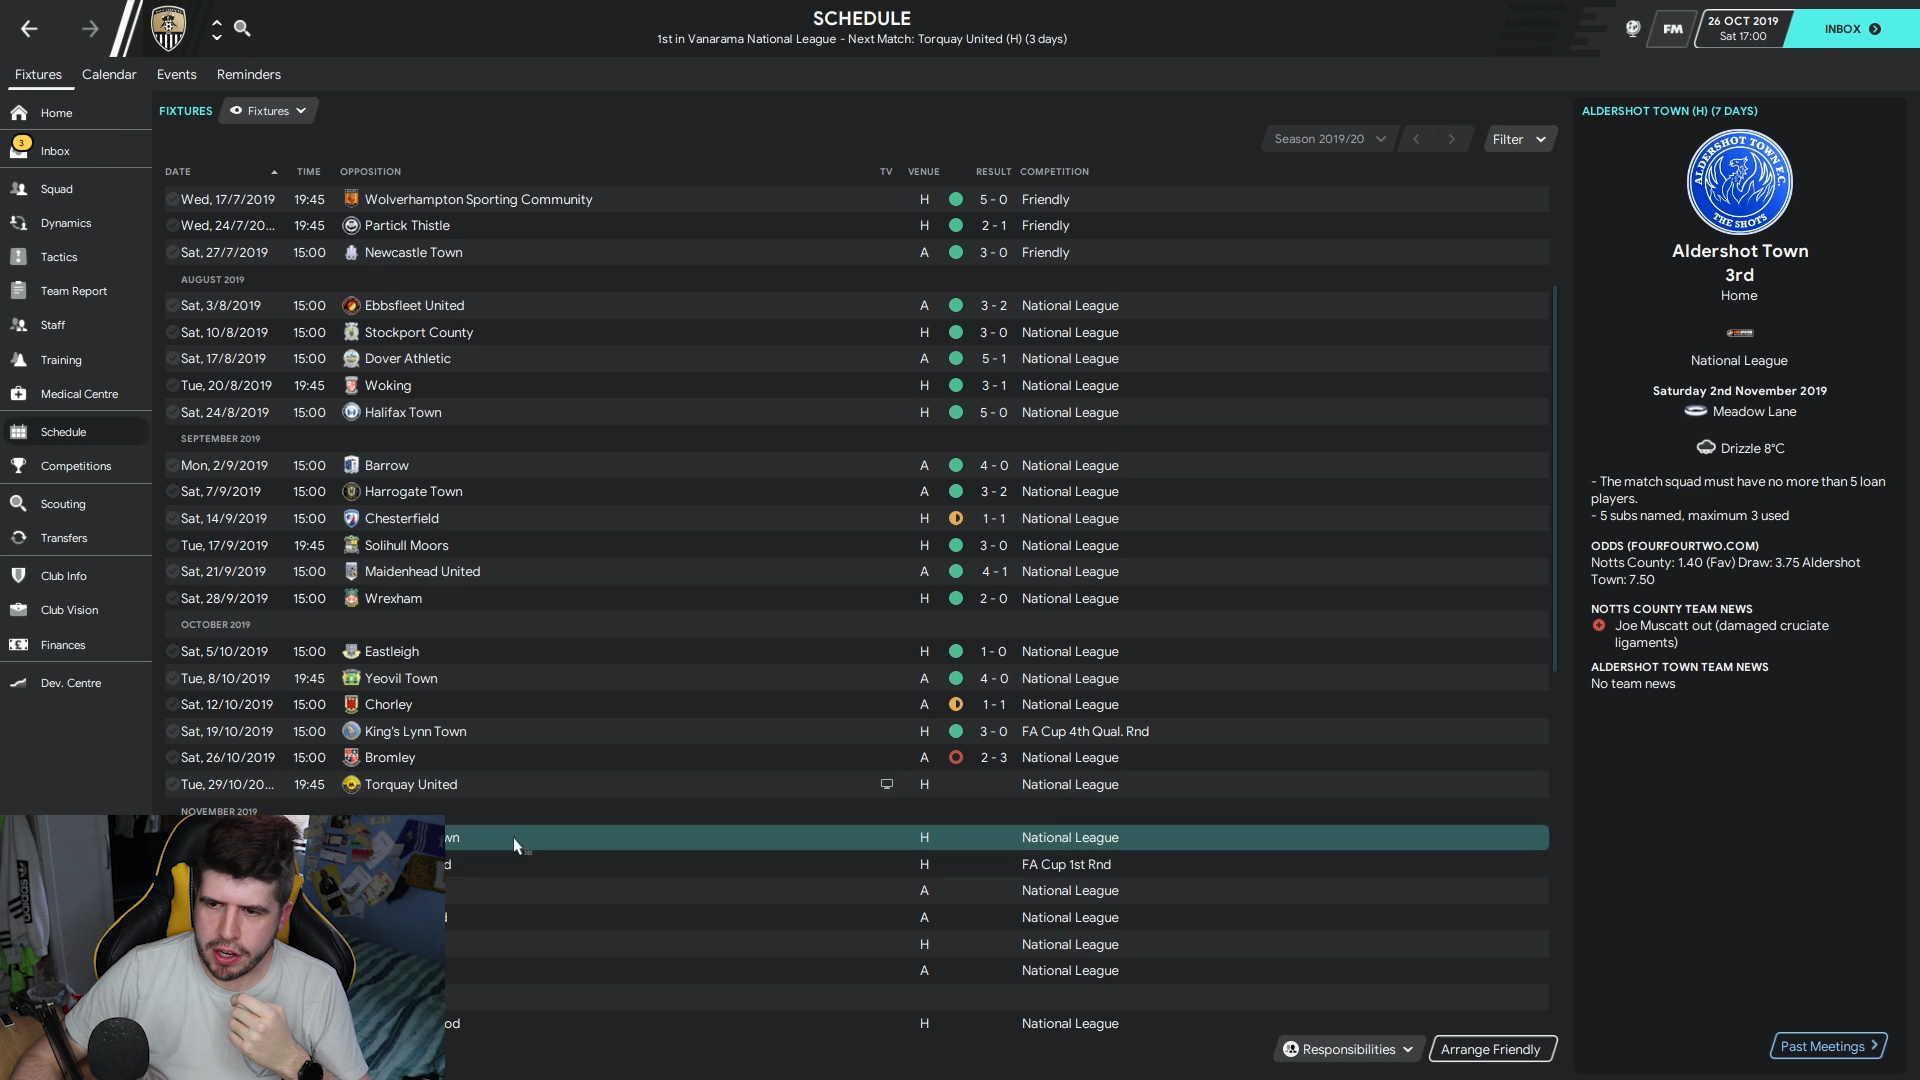 SCHEDULE
1st in Vanarama National League - Next Match: Torquay United (H) (3 days)
FM
26 OCT 2019
Sat 17:00
INBOX
Fixtures
Calendar
Events
Reminders
Home
3
Inbox
Squad
Dynamics
Tactics
Team Report
Staff
Training
Medical Centre
Schedule
Competitions
Scouting
Transfers
Club Info
Club Vision
Finances
Dev. Centre
FIXTURES
Fixtures
Season 2019/20
Filter
DATE TIME OPPOSITION TV VENUE RESULT COMPETITION
Wed, 17/7/2019 19:45 Wolverhampton Sporting Community H 5 - 0 Friendly
Wed, 24/7/20... 19:45 Partick Thistle H 2 - 1 Friendly
Sat, 27/7/2019 15:00 Newcastle Town A 3 - 0 Friendly
AUGUST 2019
Sat, 3/8/2019 15:00 Ebbsfleet United A 3 - 2 National League
Sat, 10/8/2019 15:00 Stockport County H 3 - 0 National League
Sat, 17/8/2019 15:00 Dover Athletic A 5 - 1 National League
Tue, 20/8/2019 19:45 Woking H 3 - 1 National League
Sat, 24/8/2019 15:00 Halifax Town H 5 - 0 National League
SEPTEMBER 2019
Mon, 2/9/2019 15:00 Barrow A 4 - 0 National League
Sat, 7/9/2019 15:00 Harrogate Town A 3 - 2 National League
Sat, 14/9/2019 15:00 Chesterfield H 1 - 1 National League
Tue, 17/9/2019 19:45 Solihull Moors H 3 - 0 National League
Sat, 21/9/2019 15:00 Maidenhead United A 4 - 1 National League
Sat, 28/9/2019 15:00 Wrexham H 2 - 0 National League
OCTOBER 2019
Sat, 5/10/2019 15:00 Eastleigh H 1 - 0 National League
Tue, 8/10/2019 19:45 Yeovil Town A 4 - 0 National League
Sat, 12/10/2019 15:00 Chorley A 1 - 1 National League
Sat, 19/10/2019 15:00 King's Lynn Town H 3 - 0 FA Cup 4th Qual. Rnd
Sat, 26/10/2019 15:00 Bromley A 2 - 3 National League
Tue, 29/10/20... 19:45 Torquay United H National League
NOVEMBER 2019
wn H National League
d H FA Cup 1st Rnd
A National League
A National League
H National League
A National League
od H National League
Responsibilities
Arrange Friendly
ALDERSHOT TOWN (H) (7 DAYS)
ALDERSHOT TOWN F.C.
THE SHOTS
Aldershot Town
3rd
Home
National League
Saturday 2nd November 2019
Meadow Lane
Drizzle 8°C
- The match squad must have no more than 5 loan
players.
- 5 subs named, maximum 3 used
ODDS (FOURFOURTWO.COM)
Notts County: 1.40 (Fav) Draw: 3.75 Aldershot
Town: 7.50
NOTTS COUNTY TEAM NEWS
Joe Muscatt out (damaged cruciate
ligaments)
ALDERSHOT TOWN TEAM NEWS
No team news
Past Meetings
adidas